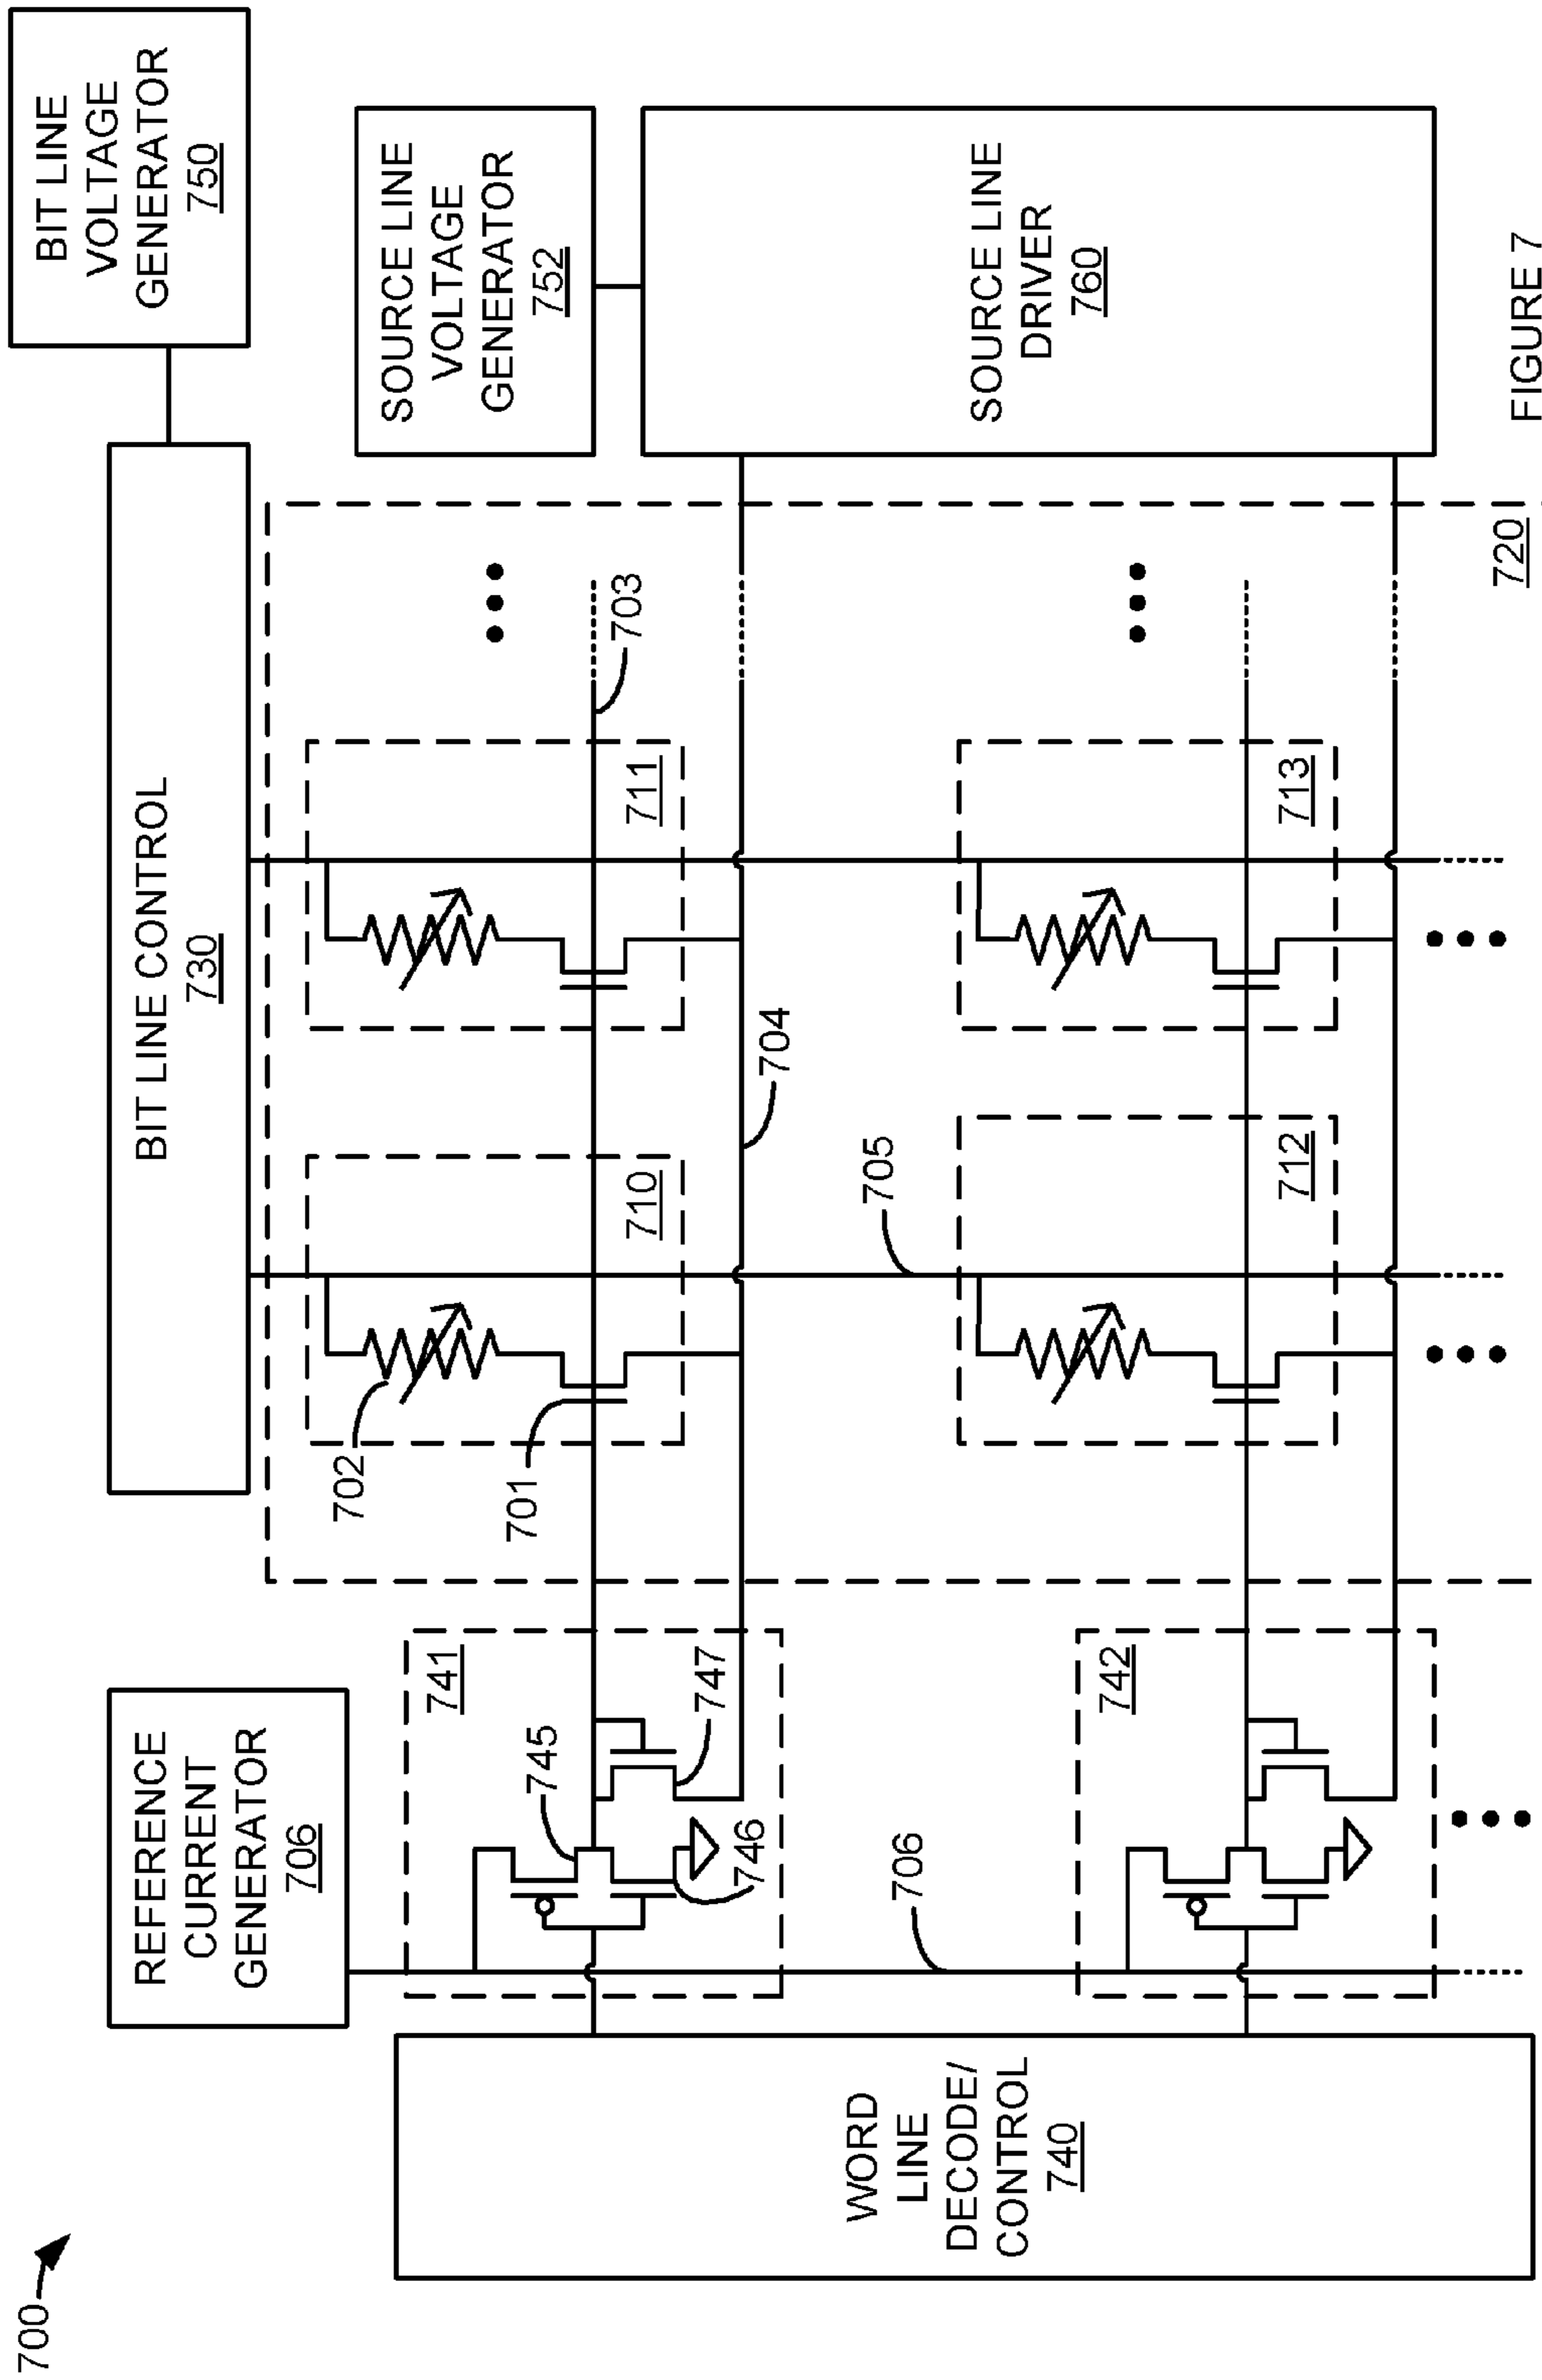 700
BIT LINE
VOLTAGE
GENERATOR
750
BIT LINE CONTROL
730
REFERENCE
CURRENT
GENERATOR
706
SOURCE LINE
VOLTAGE
GENERATOR
752
SOURCE LINE
DRIVER
760
WORD
LINE
DECODE/
CONTROL
740
741
745
746
747
702
701
710
711
703
704
705
706
742
712
713
720
FIGURE 7